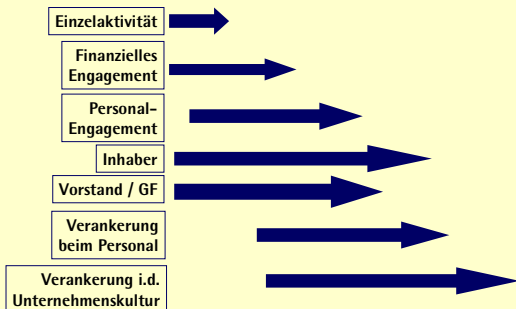 Einzelaktivität
Finanzielles
Engagement
Personal-
Engagement
Inhaber
Vorstand / GF
Verankerung
beim Personal
Verankerung i.d.
Unternehmenskultur